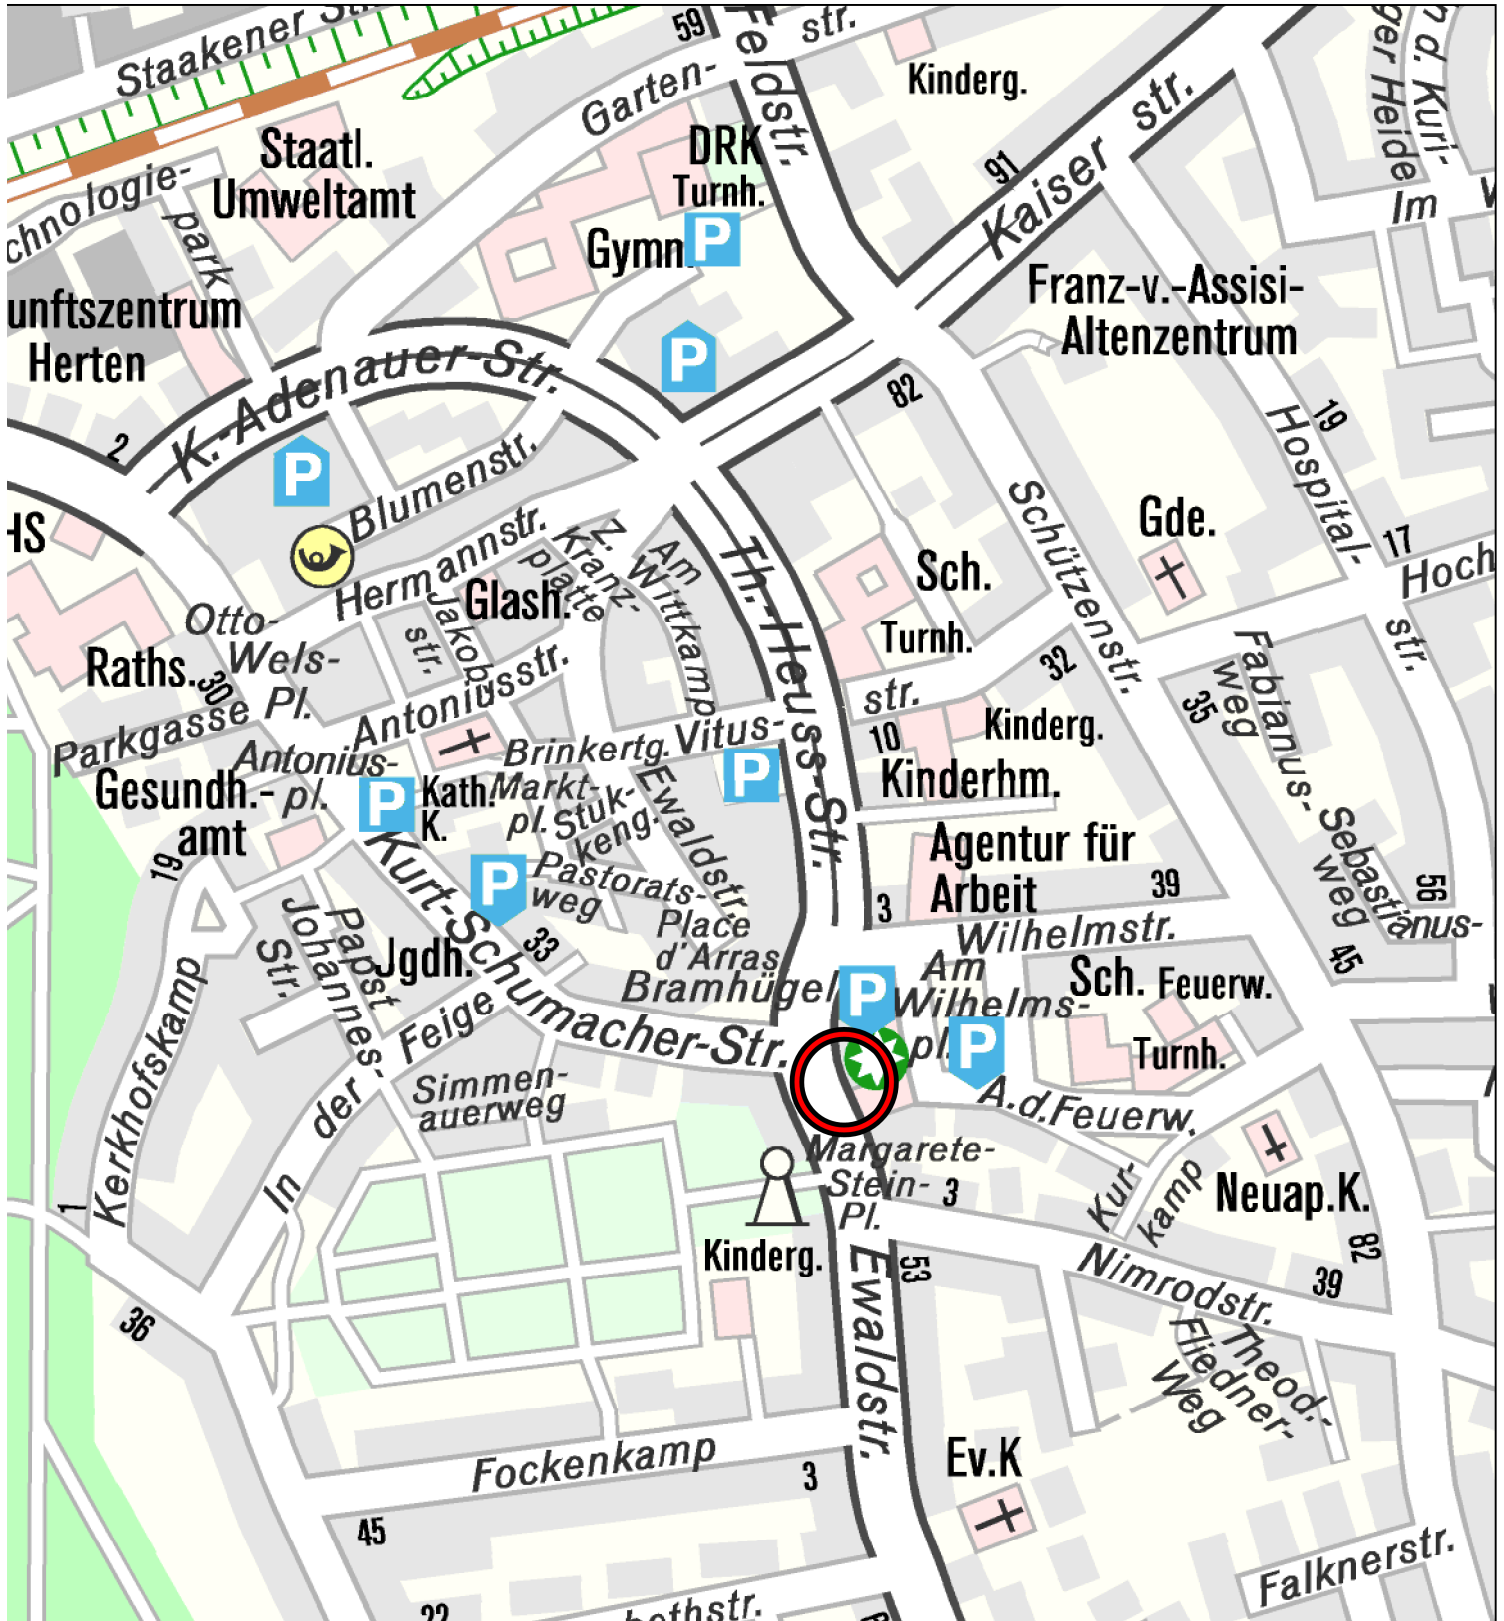 Staakener Str.
59
Feldstr.
str.
Kinderg.
Garten-
Kaiser str.
91
DRK
Turnh.
P
Gymn.
Staatl.
Umweltamt
chnologie-
park
unftszentrum
Herten
ger Heide
n d. Kuri-
Im
Franz-v.-Assisi-
Altenzentrum
P
K.-Adenauer-Str.
2
82
19
Hospital-
str.
P
Blumenstr.
Hermannstr.
Z.
Kranz-
platte
Am
Wittkamp
Th.-Heuss-Str.
Schützenstr.
Gde.
17
Hoch
HS
Glash.
Jakob-
str.
Sch.
Turnh.
Otto-
Wels-
Pl.
Raths.
30
Parkgasse
Antoniusstr.
Antonius-
pl.
32
35
str.
10
Kinderg.
Kinderhm.
Fabianus-
weg
Vitus-
Brinkertg.
Gesundh.-
amt
P
Kath.
K.
Markt-
pl.
Stuk-
keng.
Ewaldstr.
P
Agentur für
Arbeit
39
3
Sebastianus-
weg
56
45
19
Kurt-Schumacher-Str.
P
Pastorats-
weg
Place
d'Arras
Wilhelmstr.
33
Jgdh.
Papst
Johannes-
Str.
Bramhügel
P
Am
Wilhelms-
pl.
P
Sch.
Feuerw.
Turnh.
Kerkhofskamp
In der Feige
Simmen-
auerweg
A.d.Feuerw.
Margarete-
Stein-
Pl.
3
Kur-
kamp
Neuap.K.
1
82
Kinderg.
53
Nimrodstr.
39
36
Ewaldstr.
Theod.-
Fliedner-
Weg
Fockenkamp
3
Ev.K
45
Falknerstr.
22
bethstr.